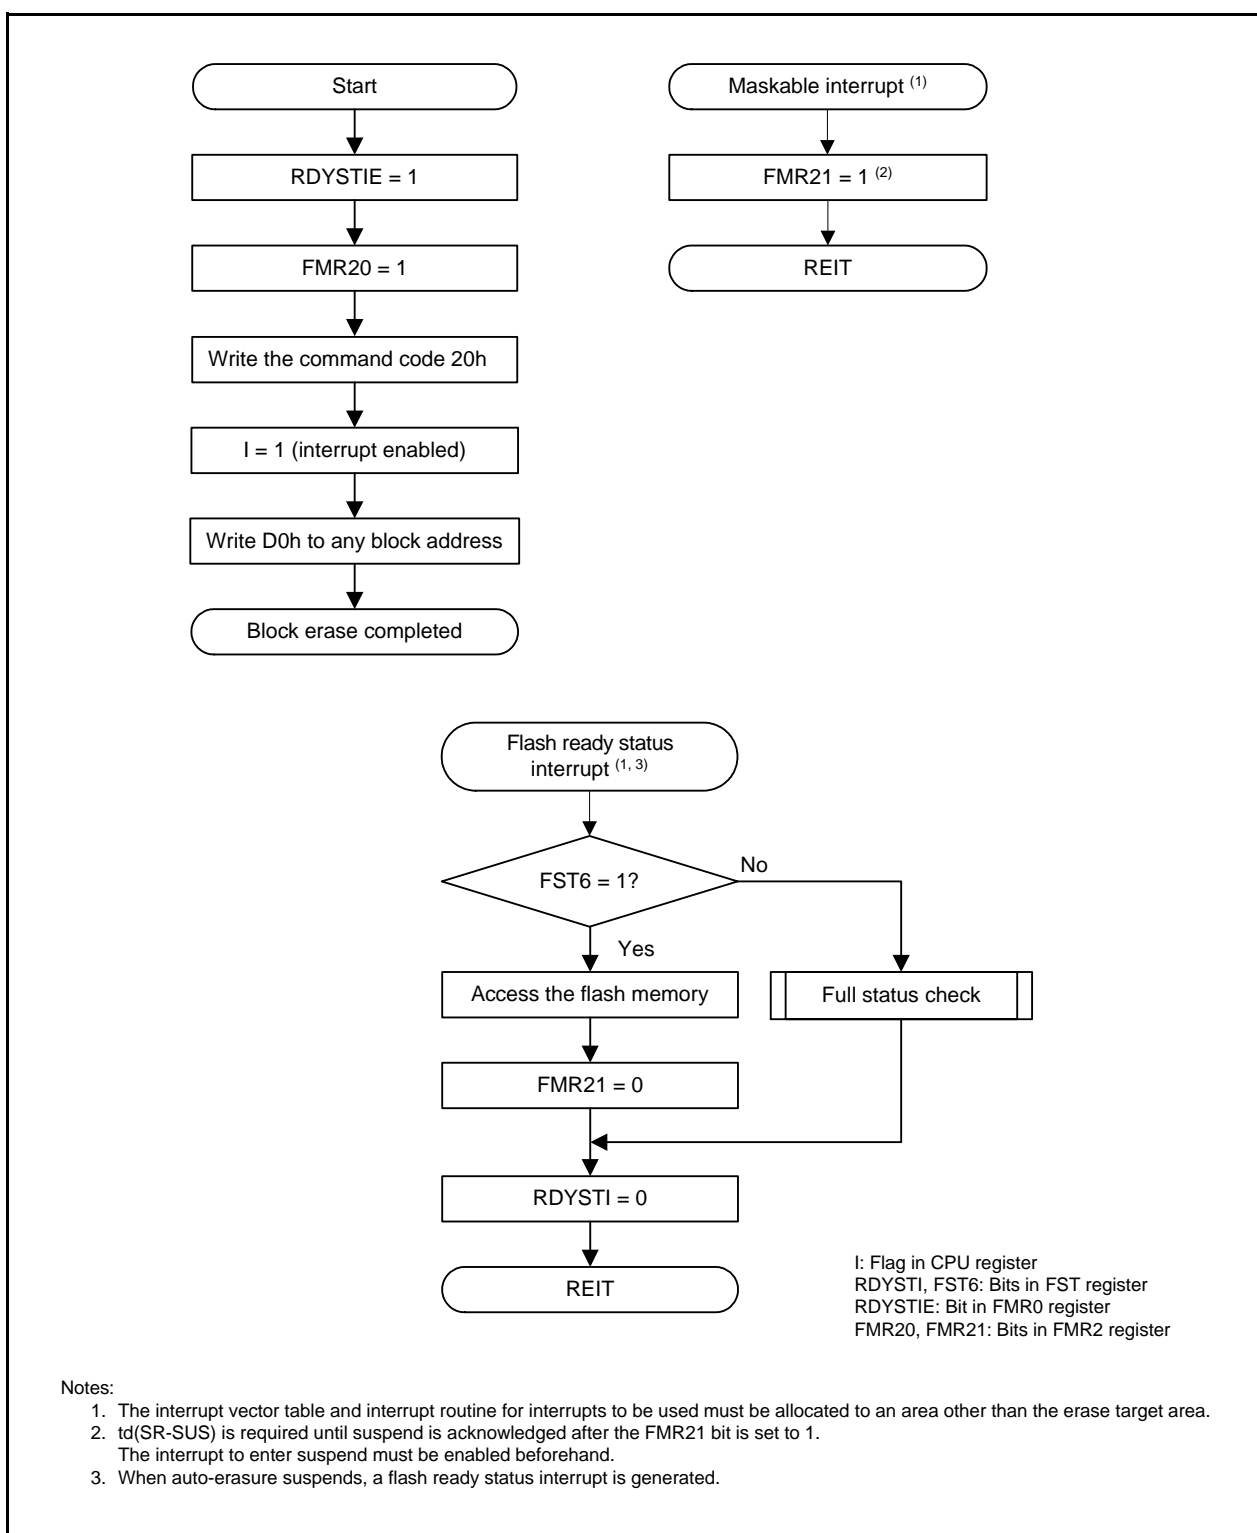 Start
RDYSTIE = 1
FMR20 = 1
Write the command code 20h
I = 1 (interrupt enabled)
Write D0h to any block address
Block erase completed
Maskable interrupt (1)
FMR21 = 1 (2)
REIT
Flash ready status
interrupt (1, 3)
FST6 = 1?
No
Yes
Access the flash memory
Full status check
FMR21 = 0
RDYSTI = 0
REIT
I: Flag in CPU register
RDYSTI, FST6: Bits in FST register
RDYSTIE: Bit in FMR0 register
FMR20, FMR21: Bits in FMR2 register
Notes:
1. The interrupt vector table and interrupt routine for interrupts to be used must be allocated to an area other than the erase target area.
2. td(SR-SUS) is required until suspend is acknowledged after the FMR21 bit is set to 1.
The interrupt to enter suspend must be enabled beforehand.
3. When auto-erasure suspends, a flash ready status interrupt is generated.